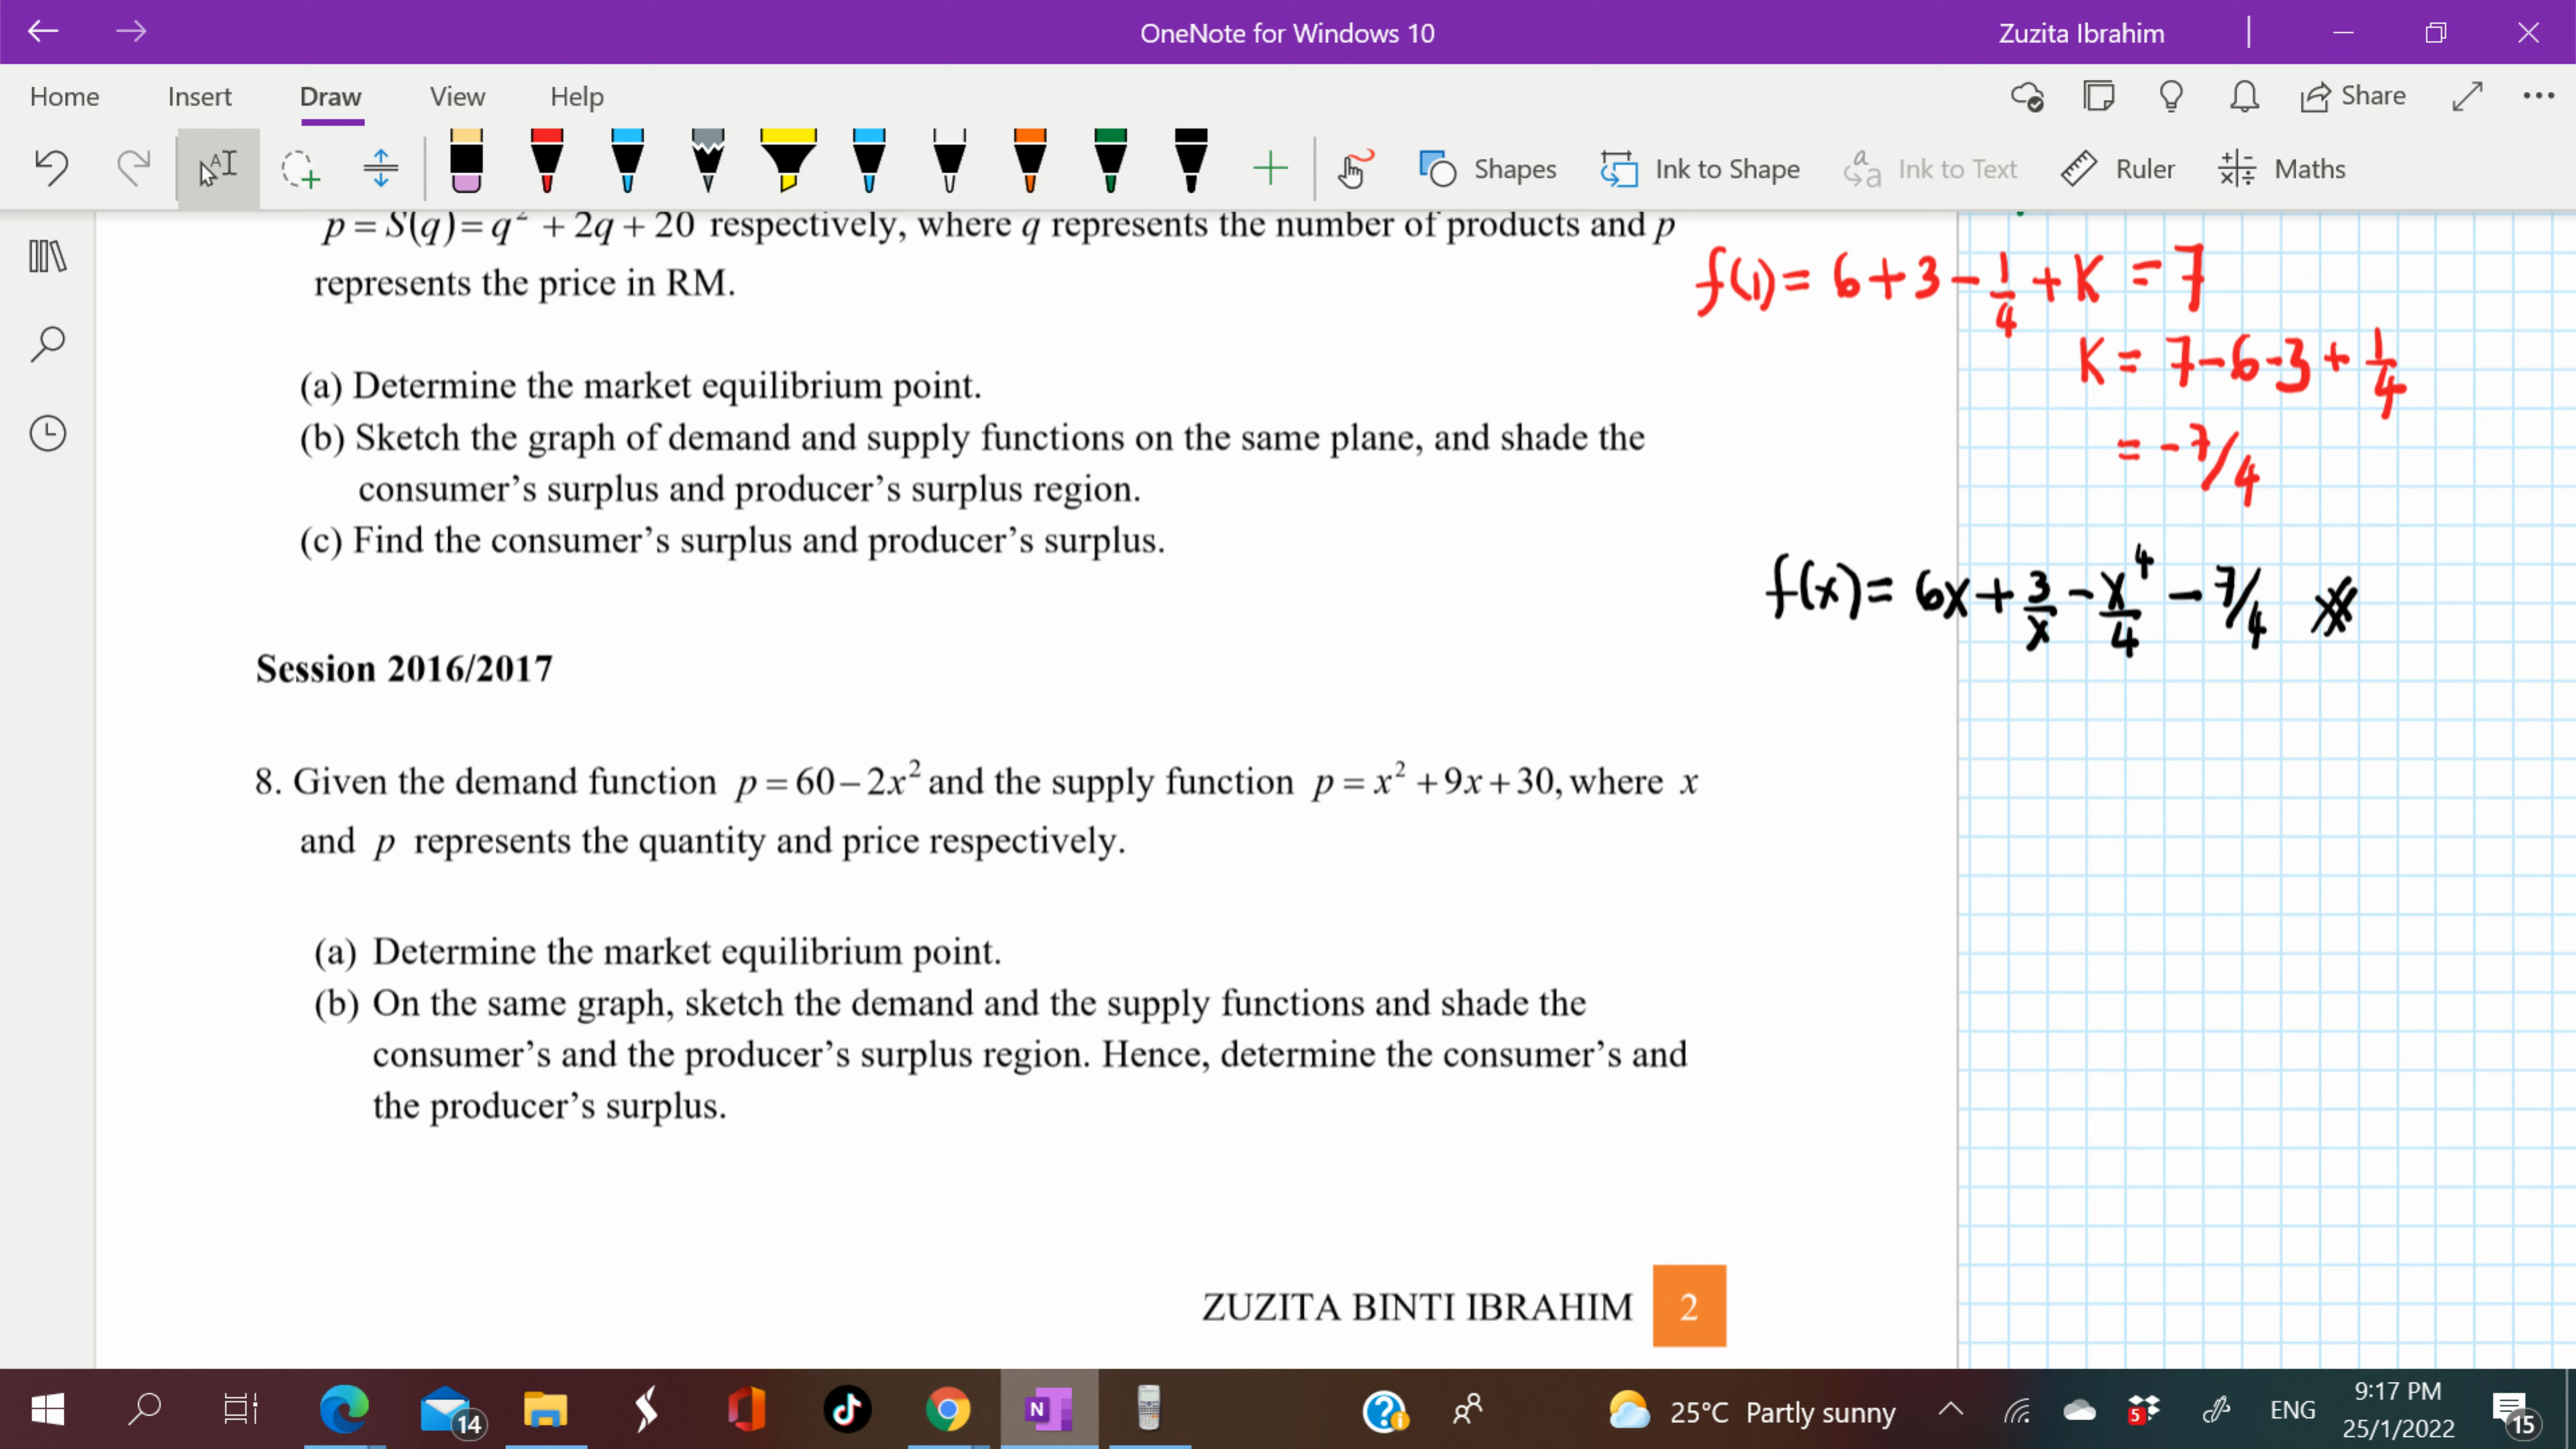 OneNote for Windows 10
Zuzita Ibrahim
Home Insert Draw View Help
Share
Shapes Ink to Shape Ink to Text Ruler Maths
p = S(q) = q² + 2q + 20 respectively, where q represents the number of products and p
represents the price in RM.
(a) Determine the market equilibrium point.
(b) Sketch the graph of demand and supply functions on the same plane, and shade the
consumer's surplus and producer's surplus region.
(c) Find the consumer's surplus and producer's surplus.
f(1) = 6 + 3 - 1/4 + K = 7
K = 7 - 6 - 3 + 1/4
= -7/4
f(x) = 6x + 3/x - x⁴/4 - 7/4
Session 2016/2017
8. Given the demand function p = 60 – 2x² and the supply function p = x² + 9x + 30, where x
and p represents the quantity and price respectively.
(a) Determine the market equilibrium point.
(b) On the same graph, sketch the demand and the supply functions and shade the
consumer's and the producer's surplus region. Hence, determine the consumer's and
the producer's surplus.
ZUZITA BINTI IBRAHIM 2
14
N
25°C Partly sunny
5
ENG
9:17 PM
25/1/2022
15